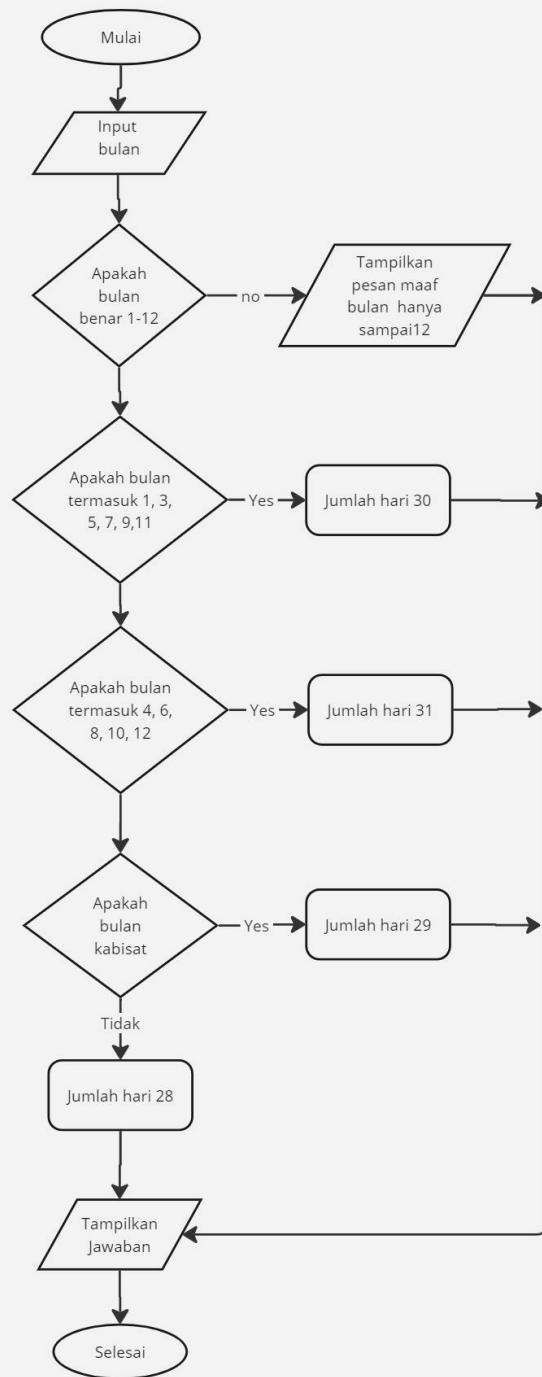 Mulai
Input
bulan
Apakah
bulan
benar 1-12
no
Tampilkan
pesan maaf
bulan hanya
sampai12
Apakah bulan
termasuk 1, 3,
5, 7, 9,11
Yes
Jumlah hari 30
Apakah bulan
termasuk 4, 6,
8, 10, 12
Yes
Jumlah hari 31
Apakah
bulan
kabisat
Yes
Jumlah hari 29
Tidak
Jumlah hari 28
Tampilkan
Jawaban
Selesai